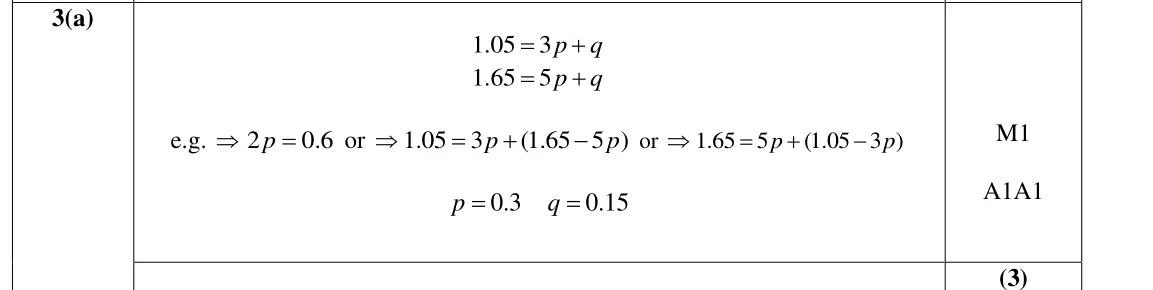 3(a)
1.05 = 3p + q
1.65 = 5p + q
e.g. ⇒ 2p = 0.6 or ⇒ 1.05 = 3p + (1.65 − 5p) or ⇒ 1.65 = 5p + (1.05 − 3p)
M1
p = 0.3 q = 0.15
A1A1
(3)